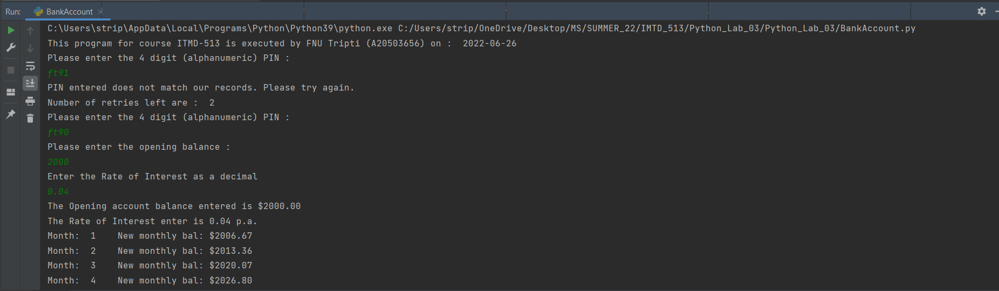 Run: BankAccount
C:\Users\strip\AppData\Local\Programs\Python\Python39\python.exe C:/Users/strip/OneDrive/Desktop/MS/SUMMER_22/IMTD_513/Python_Lab_03/Python_Lab_03/BankAccount.py
This program for course ITMD-513 is executed by FNU Tripti (A20503656) on :  2022-06-26
Please enter the 4 digit (alphanumeric) PIN :
ft91
PIN entered does not match our records. Please try again.
Number of retries left are :  2
Please enter the 4 digit (alphanumeric) PIN :
ft90
Please enter the opening balance :
2000
Enter the Rate of Interest as a decimal
0.04
The Opening account balance entered is $2000.00
The Rate of Interest enter is 0.04 p.a.
Month:  1    New monthly bal: $2006.67
Month:  2    New monthly bal: $2013.36
Month:  3    New monthly bal: $2020.07
Month:  4    New monthly bal: $2026.80